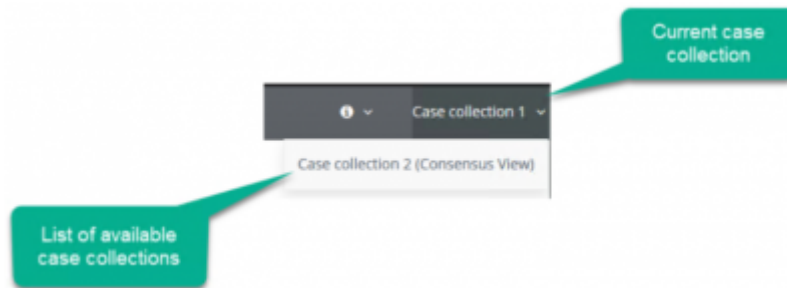 Current case
collection
Case collection 1
Case collection 2 (Consensus View)
List of available
case collections